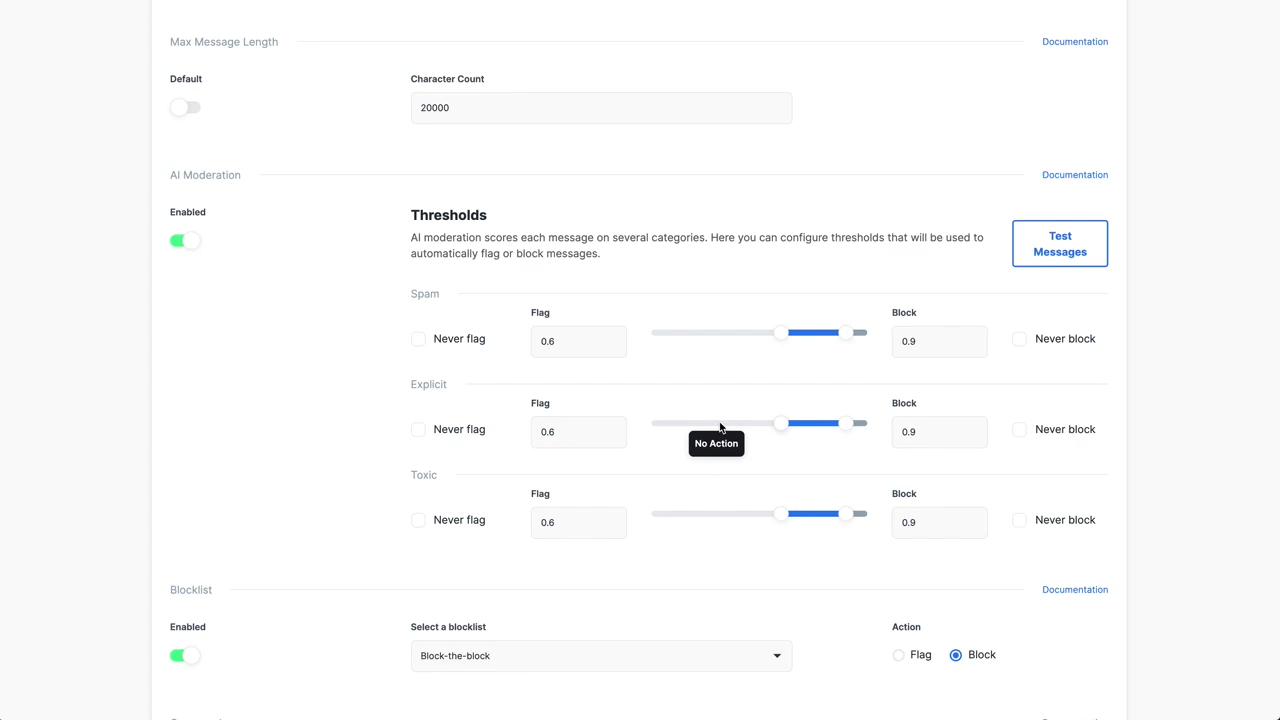 Max Message Length
Documentation
Default
Character Count
20000
AI Moderation
Documentation
Enabled
Thresholds
AI moderation scores each message on several categories. Here you can configure thresholds that will be used to
automatically flag or block messages.
Test
Messages
Spam
Flag
Block
Never flag
0.6
0.9
Never block
Explicit
Flag
Block
Never flag
0.6
0.9
Never block
No Action
Toxic
Flag
Block
Never flag
0.6
0.9
Never block
Blocklist
Documentation
Enabled
Select a blocklist
Action
Block-the-block
Flag
Block